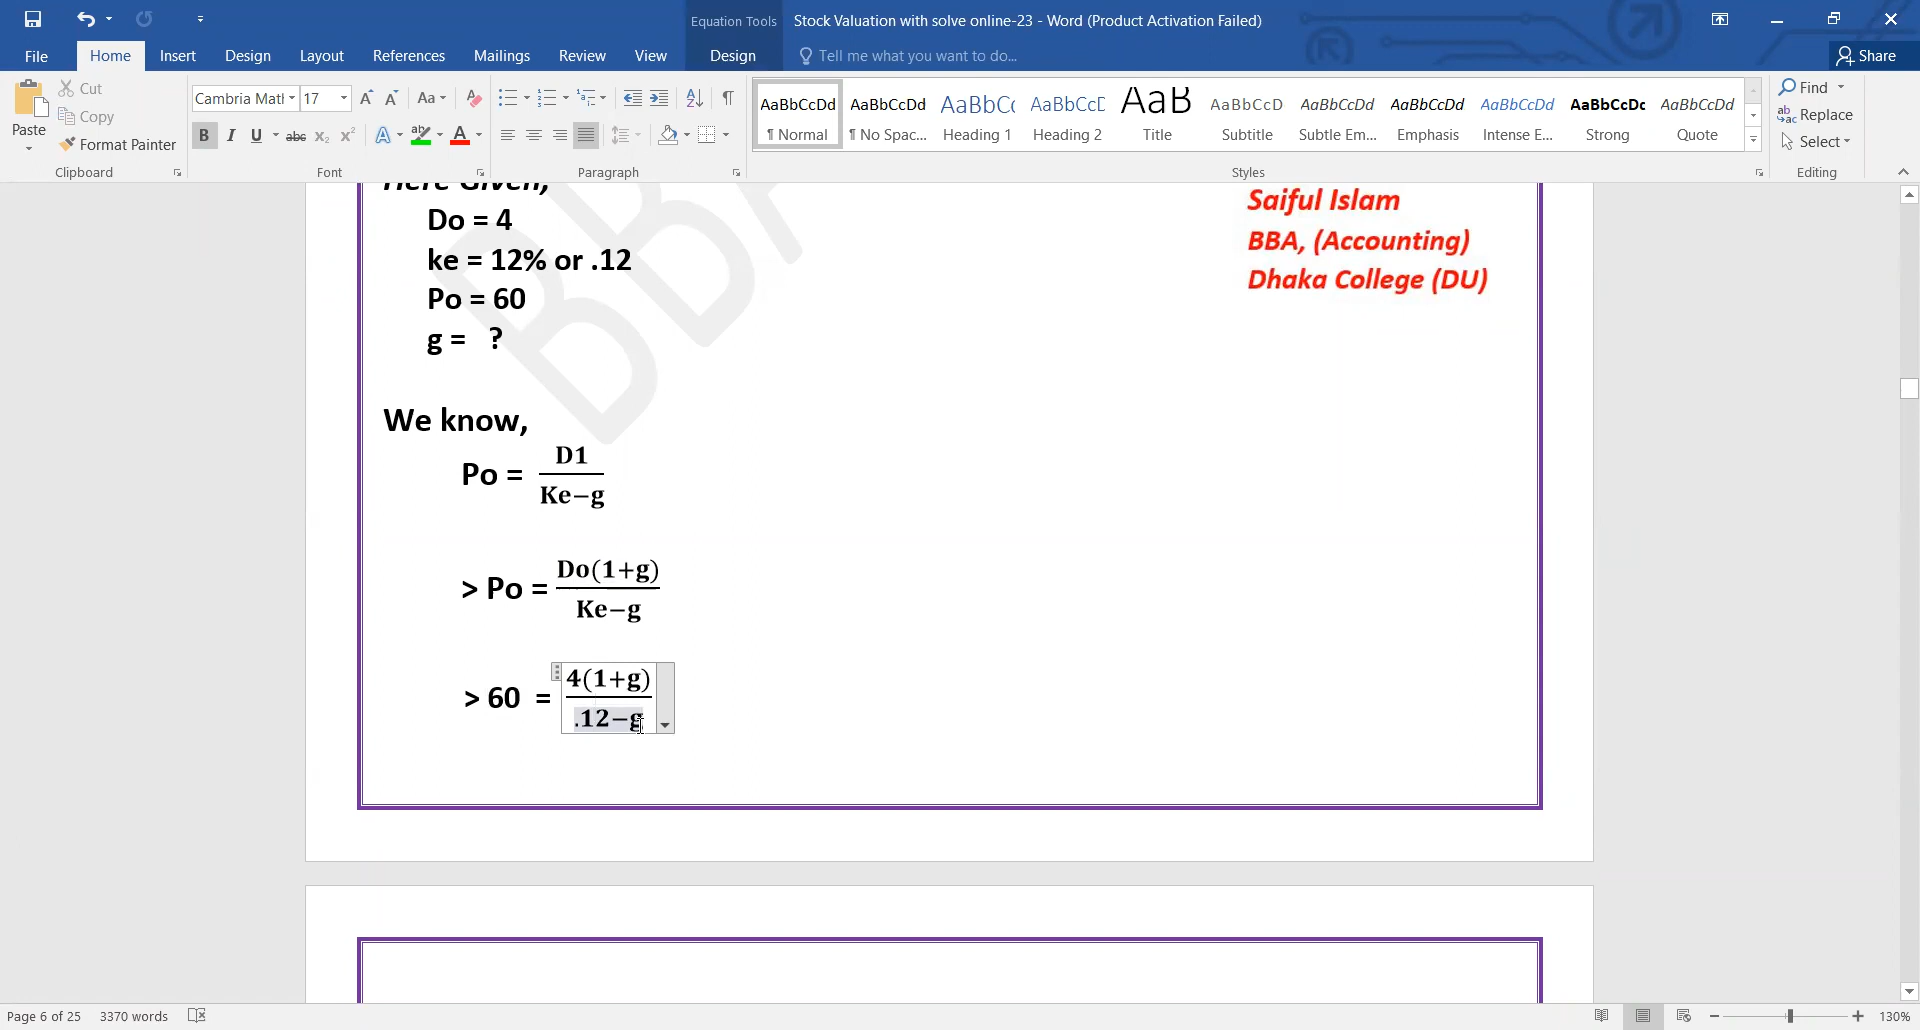 Equation Tools Stock Valuation with solve online-23 - Word (Product Activation Failed)
File Home Insert Design Layout References Mailings Review View Design Tell me what you want to do... Share
Paste
Cut
Copy
Format Painter
Clipboard
Cambria Matl 17
Font
Paragraph
AaBbCcDd AaBbCcDd AaBbC( AaBbCcC AaB AaBbCcD AaBbCcDd AaBbCcDd AaBbCcDd AaBbCcDc AaBbCcDd
¶ Normal ¶ No Spac... Heading 1 Heading 2 Title Subtitle Subtle Em... Emphasis Intense E... Strong Quote
Styles
Find
Replace
Select
Editing
Here Given,
Do = 4
ke = 12% or .12
Po = 60
g = ?
Saiful Islam
BBA, (Accounting)
Dhaka College (DU)
BBA
We know,
Po = D1
Ke−g
> Po = Do(1+g)
Ke−g
> 60 = 4(1+g)
.12−g
Page 6 of 25 3370 words 130%